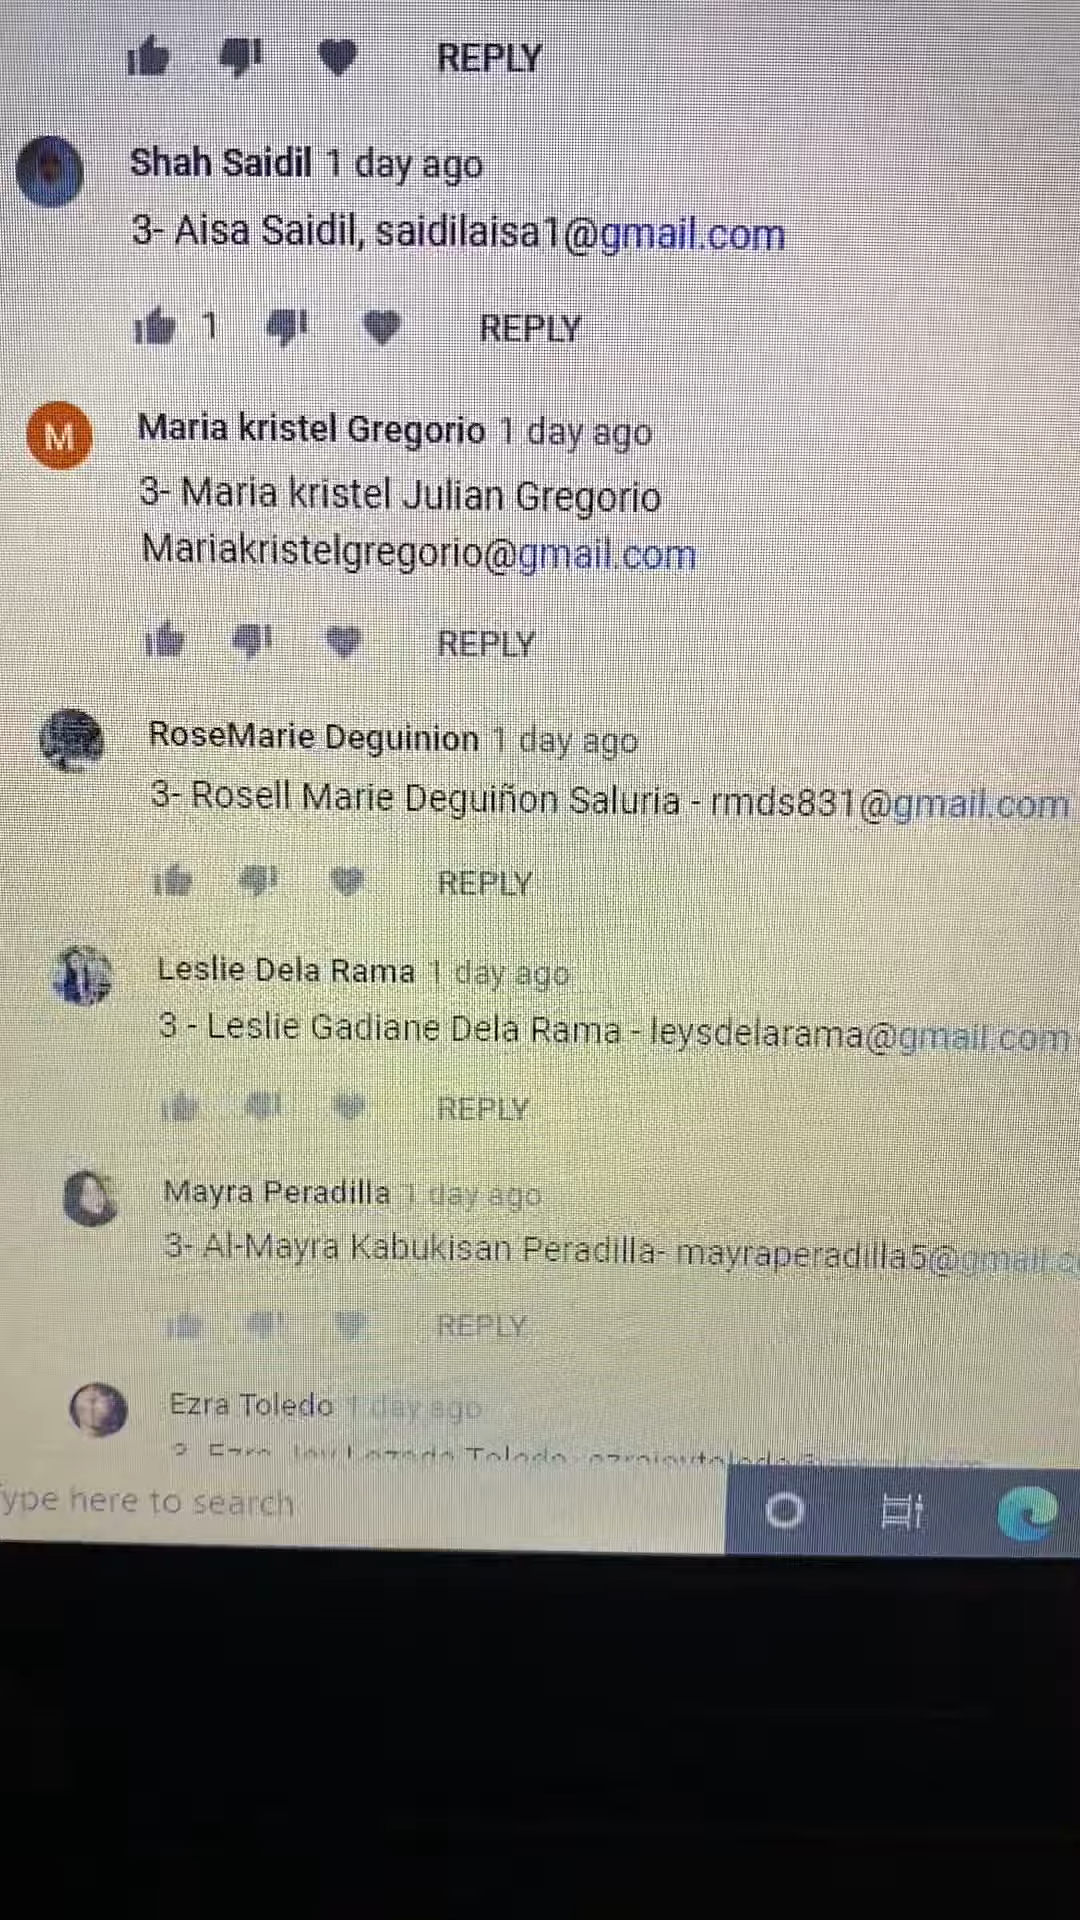 REPLY
Shah Saidil 1 day ago
3- Aisa Saidil, saidilaisa1@gmail.com
1 REPLY
M
Maria kristel Gregorio 1 day ago
3- Maria kristel Julian Gregorio
Mariakristelgregorio@gmail.com
REPLY
RoseMarie Deguinion 1 day ago
3- Rosell Marie Deguiñon Saluria - rmds831@gmail.com
REPLY
Leslie Dela Rama 1 day ago
3 - Leslie Gadiane Dela Rama - leysdelarama@gmail.com
REPLY
Mayra Peradilla 1 day ago
3- Al-Mayra Kabukisan Peradilla- mayraperadilla5@gmail.c
REPLY
Ezra Toledo 1 day ago
Toledo
ype here to search